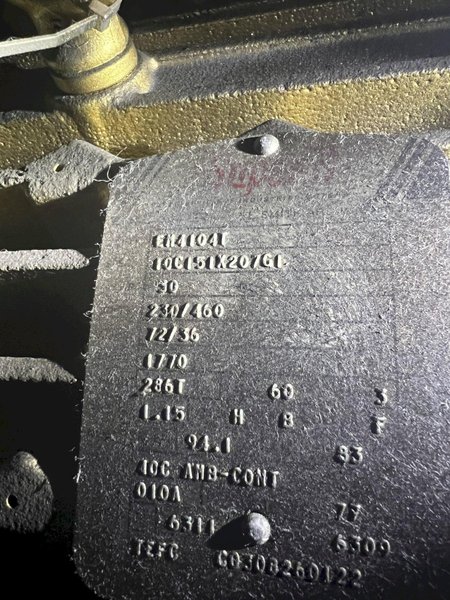 EM4104T
10C151X207G1
30
230/460
72/36
1770
286T 60 3
1.15 H B F
94.1 83
40C AMB-CONT
010A 77
6311 6309
TEFC C0308260122